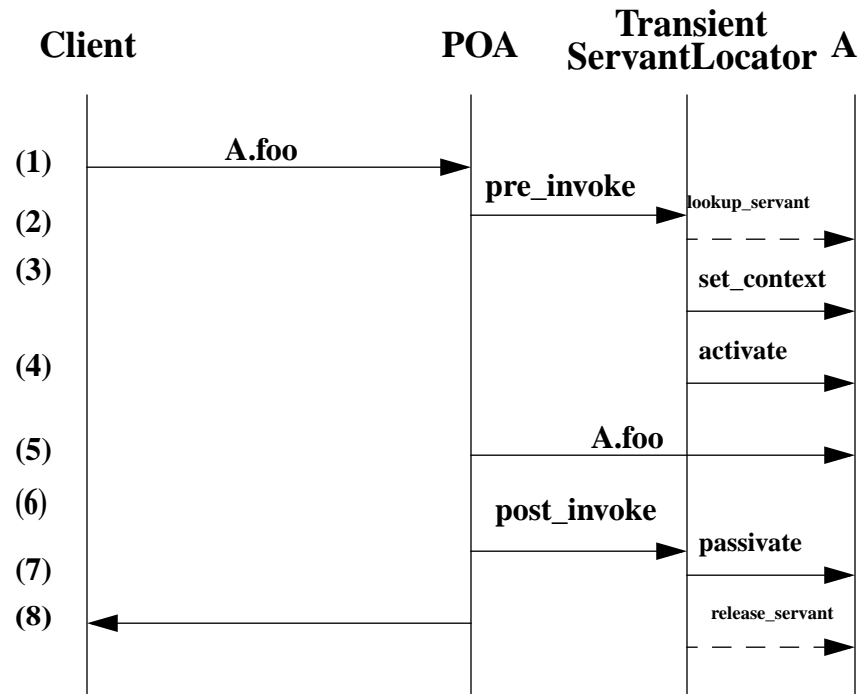 Client
POA
Transient
ServantLocator
A
(1)
A.foo
pre_invoke
(2)
lookup_servant
(3)
set_context
(4)
activate
(5)
A.foo
(6)
post_invoke
passivate
(7)
(8)
release_servant